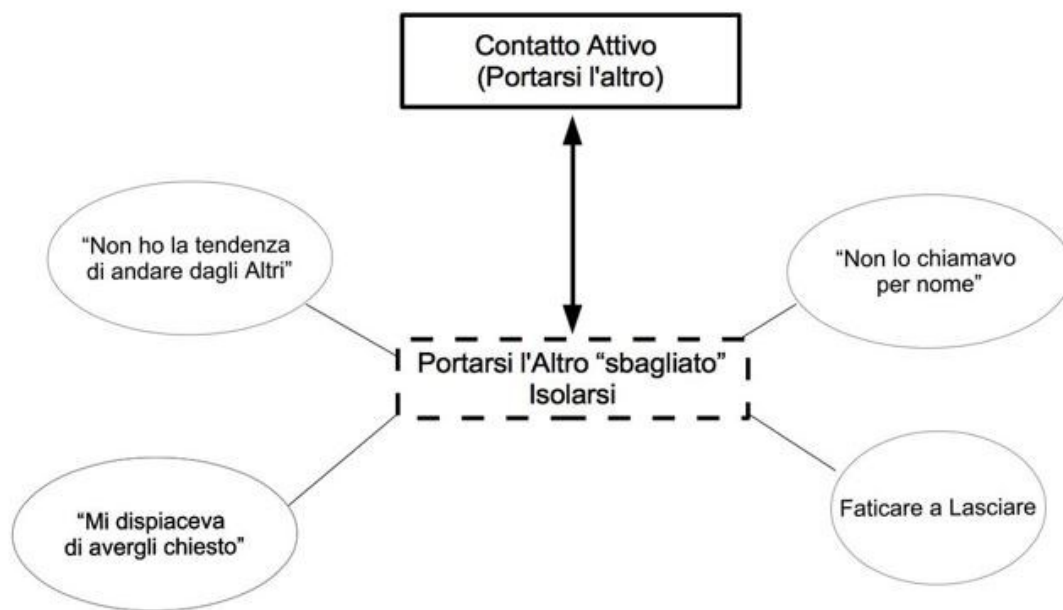 Contatto Attivo
(Portarsi l'altro)
“Non ho la tendenza
di andare dagli Altri”
“Non lo chiamavo
per nome”
Portarsi l'Altro “sbagliato”
Isolarsi
“Mi dispiaceva
di avergli chiesto”
Faticare a Lasciare